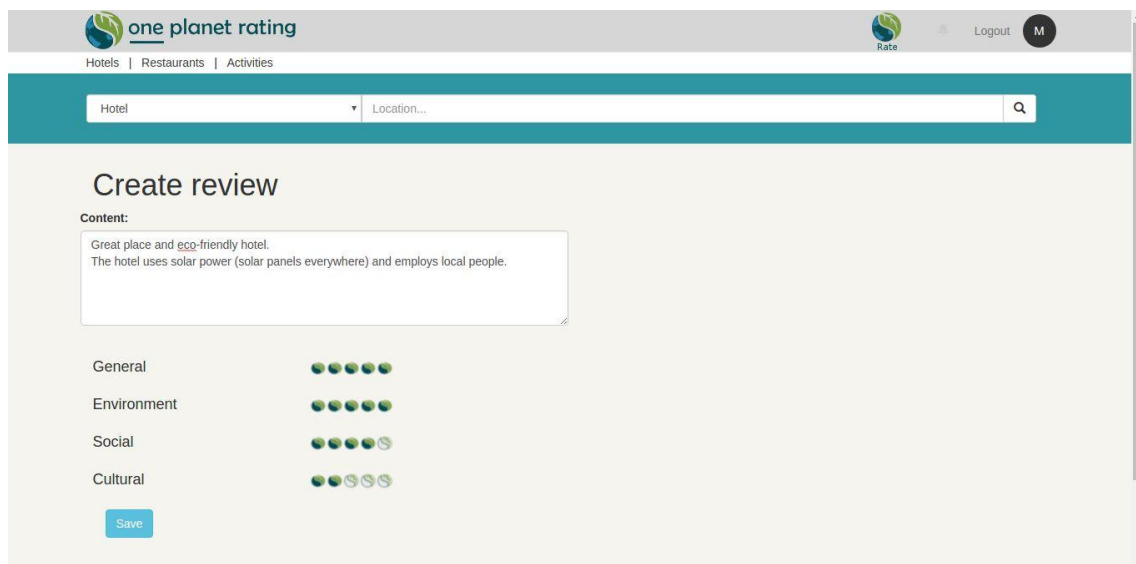 one planet rating
Rate
Logout
M
Hotels | Restaurants | Activities
Hotel
Location...
Create review
Content:
Great place and eco-friendly hotel.
The hotel uses solar power (solar panels everywhere) and employs local people.
General
Environment
Social
Cultural
Save